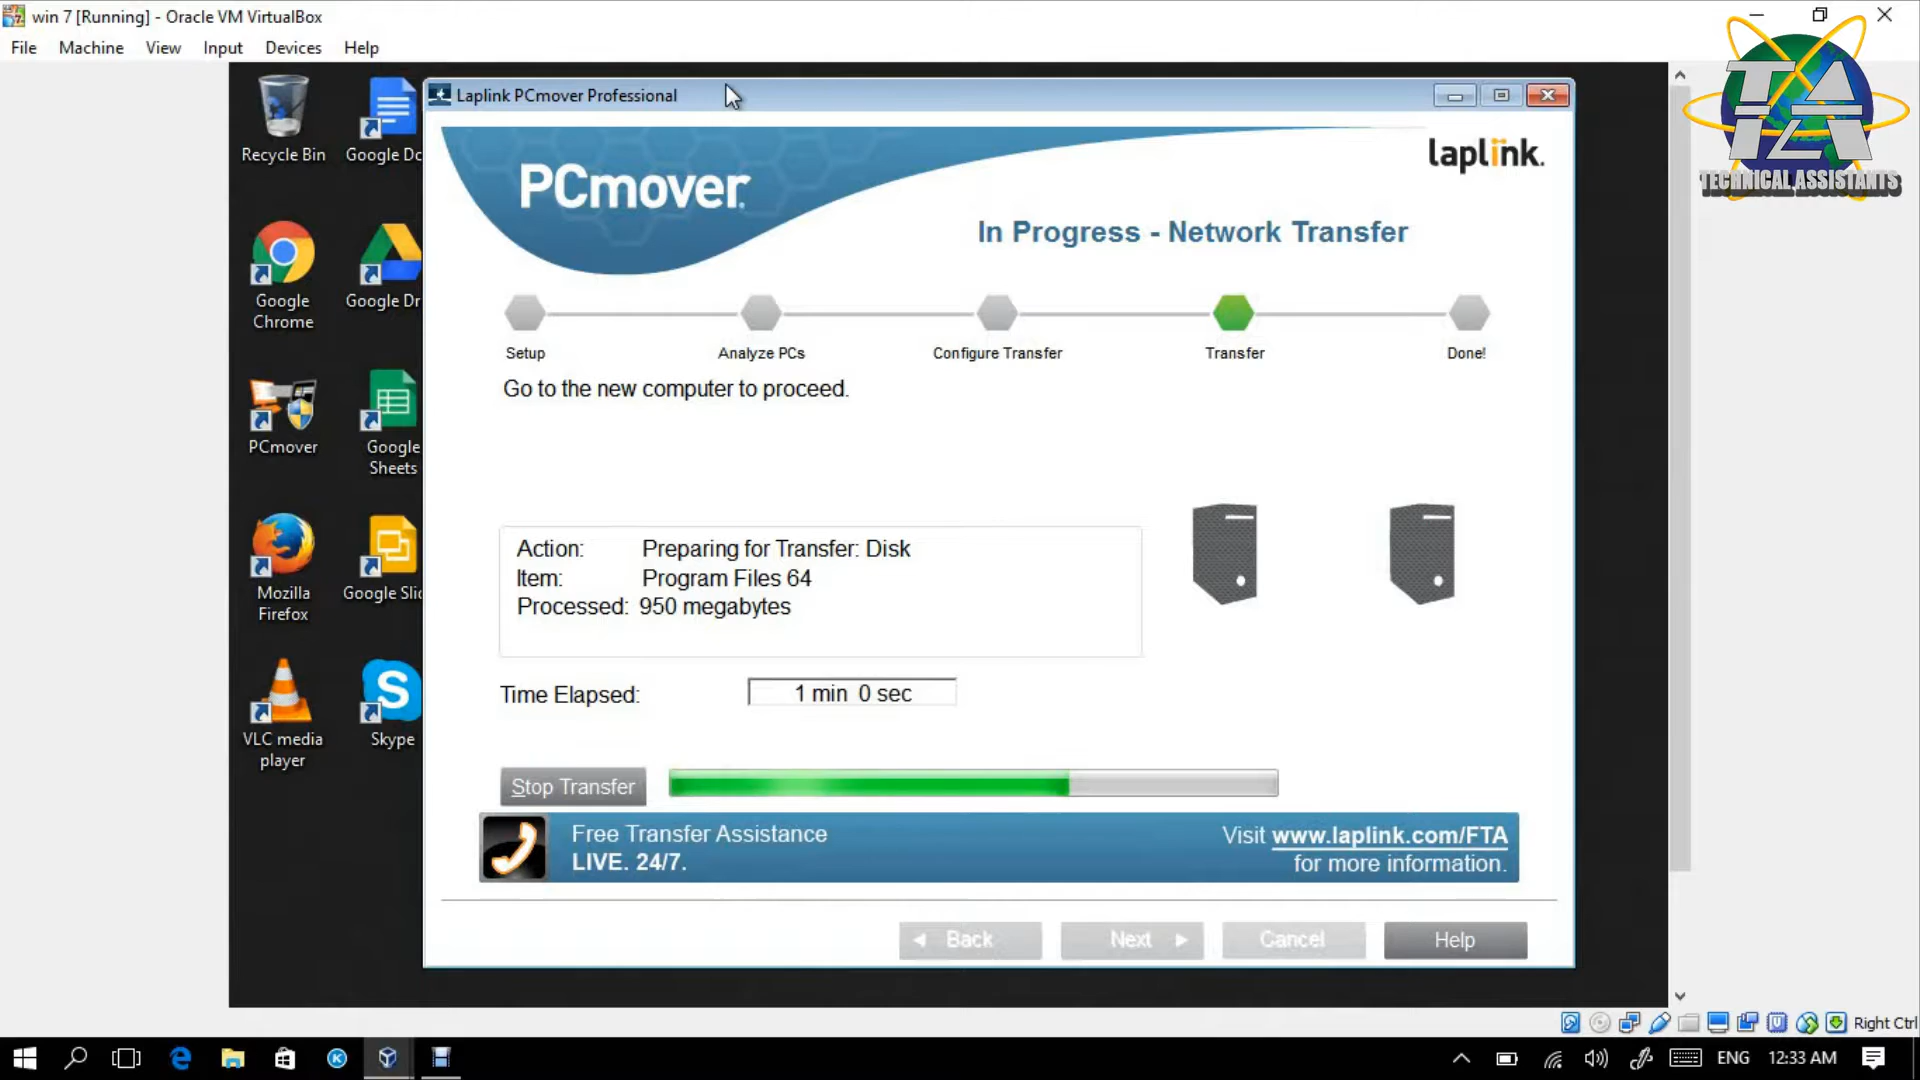 win 7 [Running] - Oracle VM VirtualBox
File Machine View Input Devices Help
TA
TECHNICAL ASSISTANTS
Laplink PCmover Professional
Recycle Bin
Google Do
PCmover
laplink.
In Progress - Network Transfer
Google Chrome
Google Dr
Setup
Analyze PCs
Configure Transfer
Transfer
Done!
Go to the new computer to proceed.
PCmover
Google Sheets
Action: Preparing for Transfer: Disk
Item: Program Files 64
Processed: 950 megabytes
Mozilla Firefox
Google Slid
Time Elapsed: 1 min 0 sec
VLC media player
Skype
Stop Transfer
Free Transfer Assistance
LIVE. 24/7.
Visit www.laplink.com/FTA
for more information.
Back
Next
Cancel
Help
Right Ctrl
ENG 12:33 AM